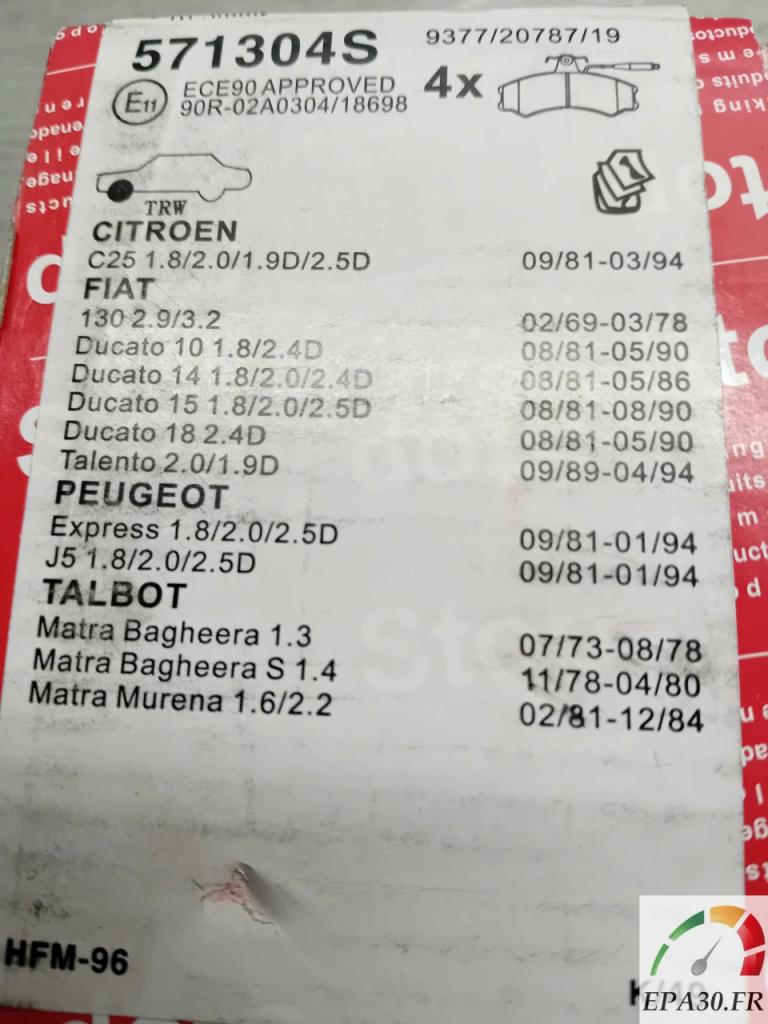 571304S
9377/20787/19
E11
ECE90 APPROVED
90R-02A0304/18698
4x
TRW
CITROEN
C25 1.8/2.0/1.9D/2.5D 09/81-03/94
FIAT
130 2.9/3.2 02/69-03/78
Ducato 10 1.8/2.4D 08/81-05/90
Ducato 14 1.8/2.0/2.4D 08/81-05/86
Ducato 15 1.8/2.0/2.5D 08/81-08/90
Ducato 18 2.4D 08/81-05/90
Talento 2.0/1.9D 09/89-04/94
PEUGEOT
Express 1.8/2.0/2.5D 09/81-01/94
J5 1.8/2.0/2.5D 09/81-01/94
TALBOT
Matra Bagheera 1.3 07/73-08/78
Matra Bagheera S 1.4 11/78-04/80
Matra Murena 1.6/2.2 02/81-12/84
HFM-96
EPA30.FR